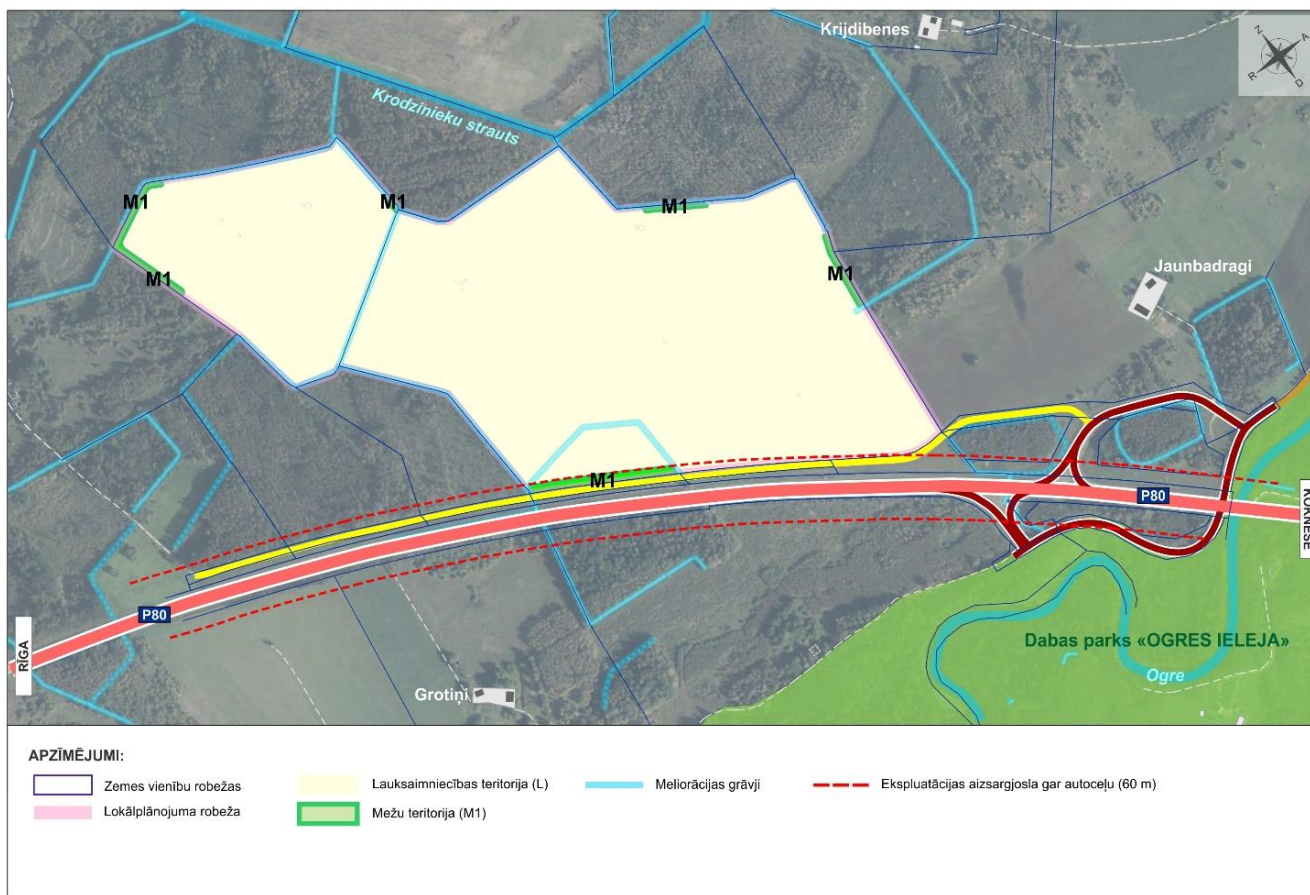 Krijdibenes
Z
A
R
D
Krodzinieku strauts
M1
M1
M1
M1
M1
Jaunbadragi
M1
P80
KOKNESE
P80
RĪGA
Grotiņi
Dabas parks «OGRES IELEJA»
Ogre
APZĪMĒJUMI:
Zemes vienību robežas
Lauksaimniecības teritorija (L)
Meliorācijas grāvji
Ekspluatācijas aizsargjosla gar autoceļu (60 m)
Lokālplānojuma robeža
Mežu teritorija (M1)